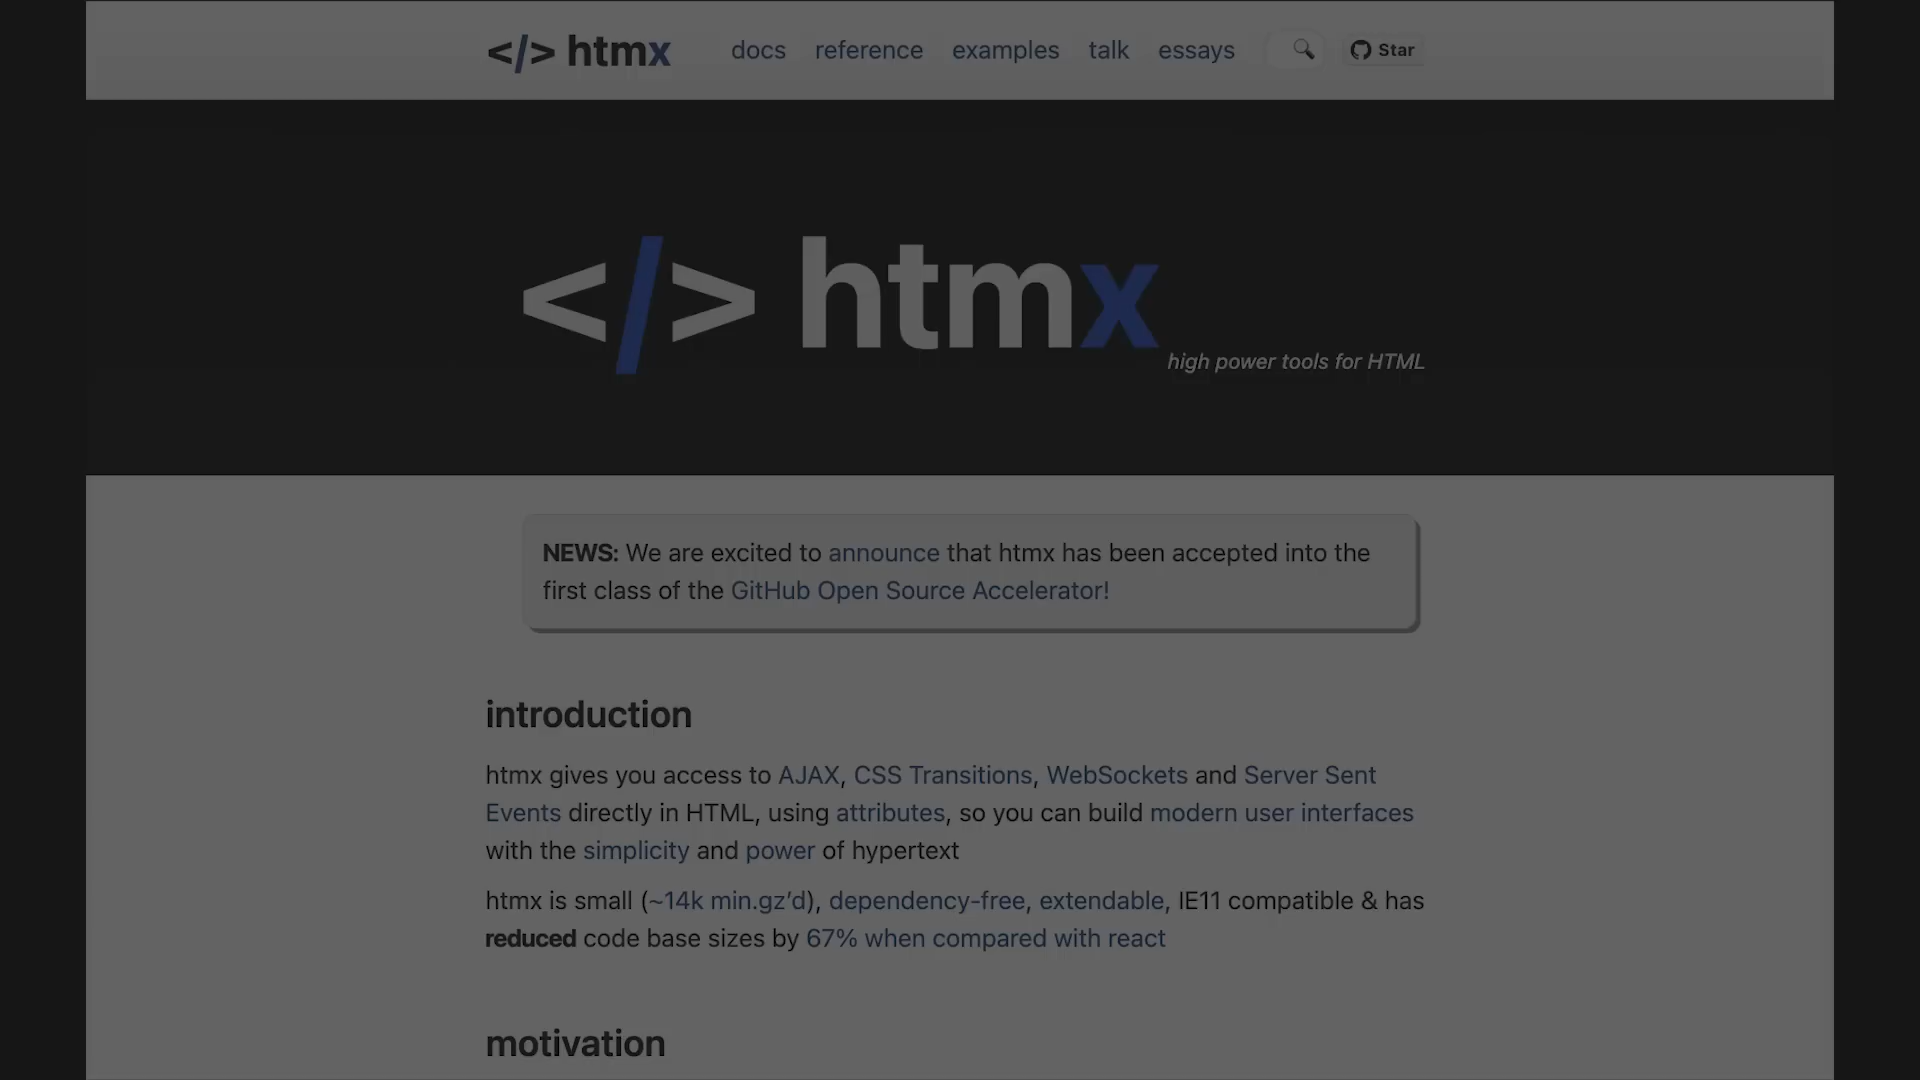 </> htmx docs reference examples talk essays Star
</> htmx
high power tools for HTML
NEWS: We are excited to announce that htmx has been accepted into the
first class of the GitHub Open Source Accelerator!
introduction
htmx gives you access to AJAX, CSS Transitions, WebSockets and Server Sent
Events directly in HTML, using attributes, so you can build modern user interfaces
with the simplicity and power of hypertext
htmx is small (~14k min.gz’d), dependency-free, extendable, IE11 compatible & has
reduced code base sizes by 67% when compared with react
motivation